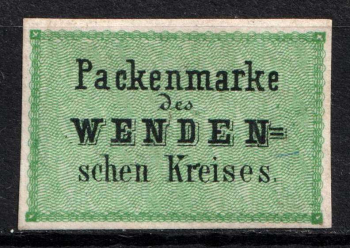 Packenmarke
des
WENDEN=
schen Kreises.